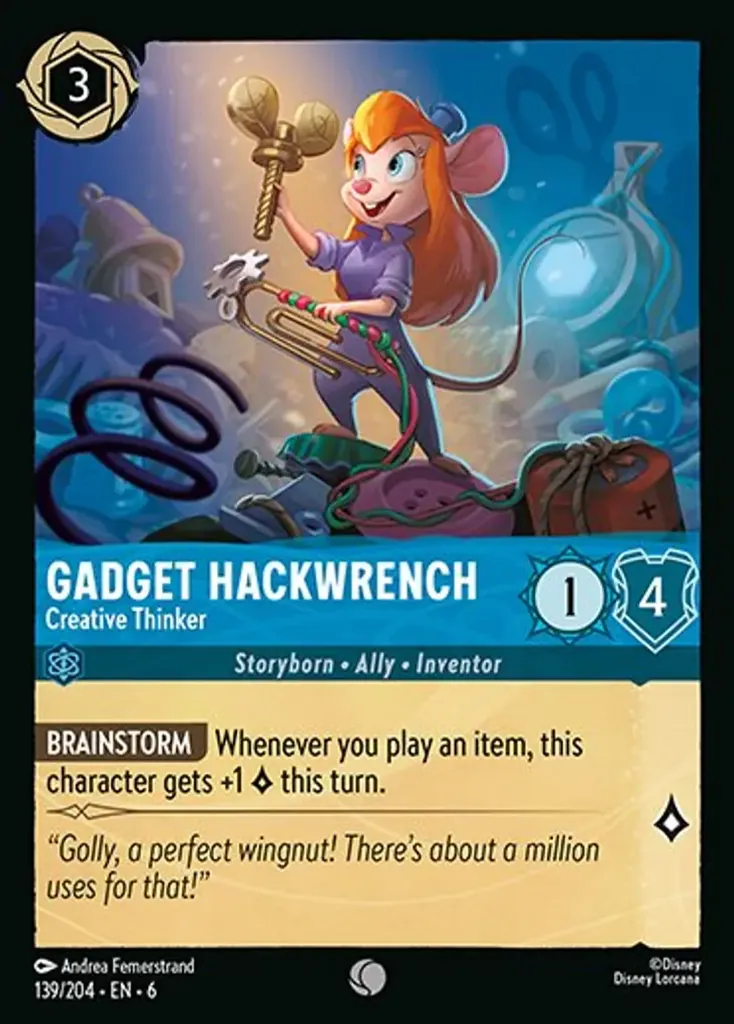 3
GADGET HACKWRENCH
Creative Thinker
1
4
Storyborn • Ally • Inventor
BRAINSTORM Whenever you play an item, this
character gets +1 this turn.
“Golly, a perfect wingnut! There’s about a million
uses for that!”
Andrea Femerstrand
139/204 • EN • 6
©Disney
Disney Lorcana